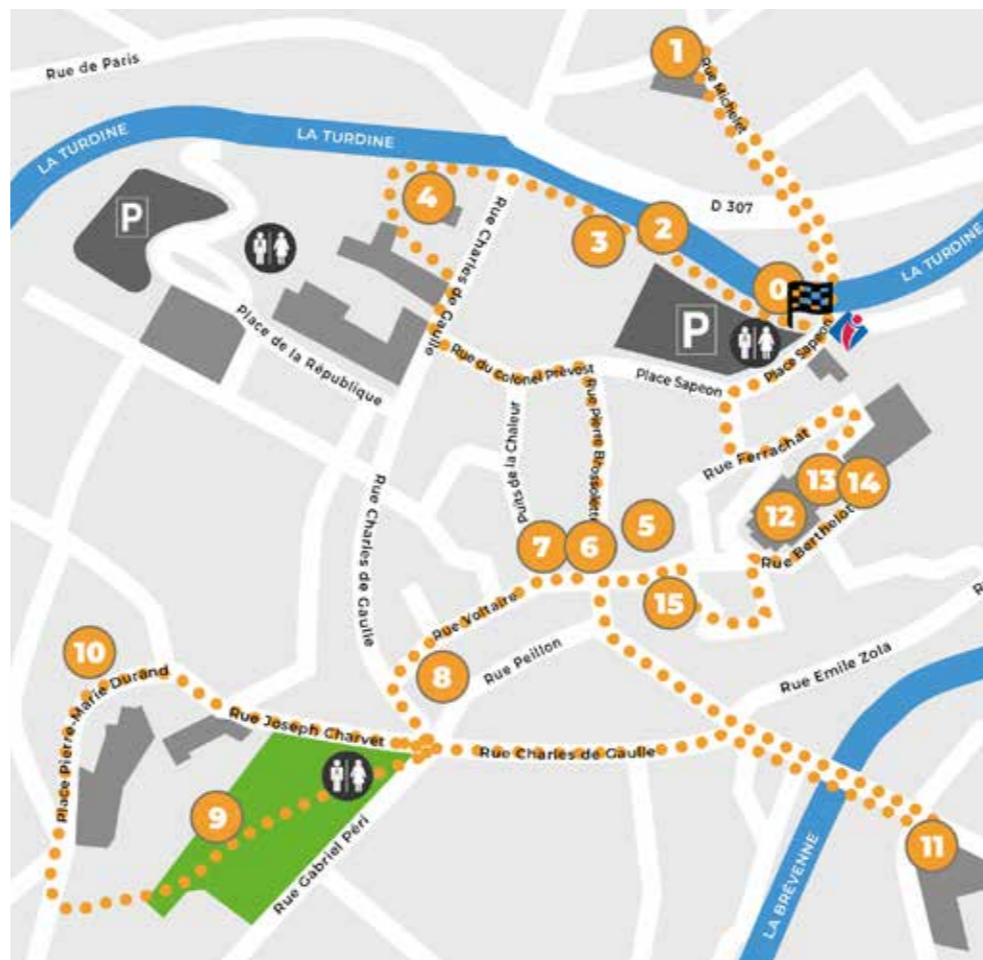 1
Rue de Paris
Rue Michelet
LA TURDINE
LA TURDINE
4
D 307
P
3
2
LA TURDINE
0
Rue Charles de Gaulle
Place de la République
P
Place Sapeon
Rue du Colonel Prévost
Place Sapeon
Puits de la Chaleur
Rue Pierre Brossolette
Rue Ferrachat
13
14
12
5
7
6
Rue Berthelot
Rue Charles de Gaulle
15
Rue Voltaire
10
8
Rue Peillon
Rue Emile Zola
Place Pierre-Marie Durand
Rue Joseph Charvet
Rue Charles de Gaulle
9
Rue Gabriel Péri
11
LA BRÉVENNE